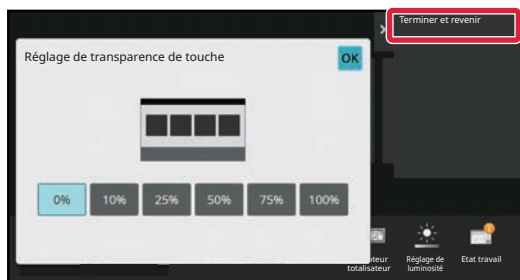 Terminer et revenir
Réglage de transparence de touche
OK
0% 10% 25% 50% 75% 100%
totalisateur
Réglage de luminosité
Etat travail